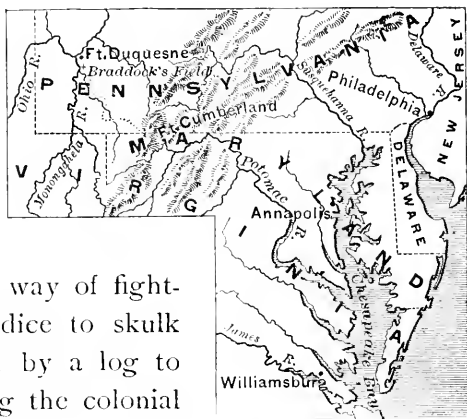 PENNSYLVANIA
NEW JERSEY
Delaware R.
Ft. Duquesne
(Braddock's Field)
Ohio R.
Susquehanna R.
Philadelphia
Ft. Cumberland
Monongahela R.
MARYLAND
DELAWARE
VIRGINIA
Potomac R.
Annapolis
Chesapeake Bay
James R.
Williamsburg
way of fight-
dice to skulk
by a log to
g the colonial